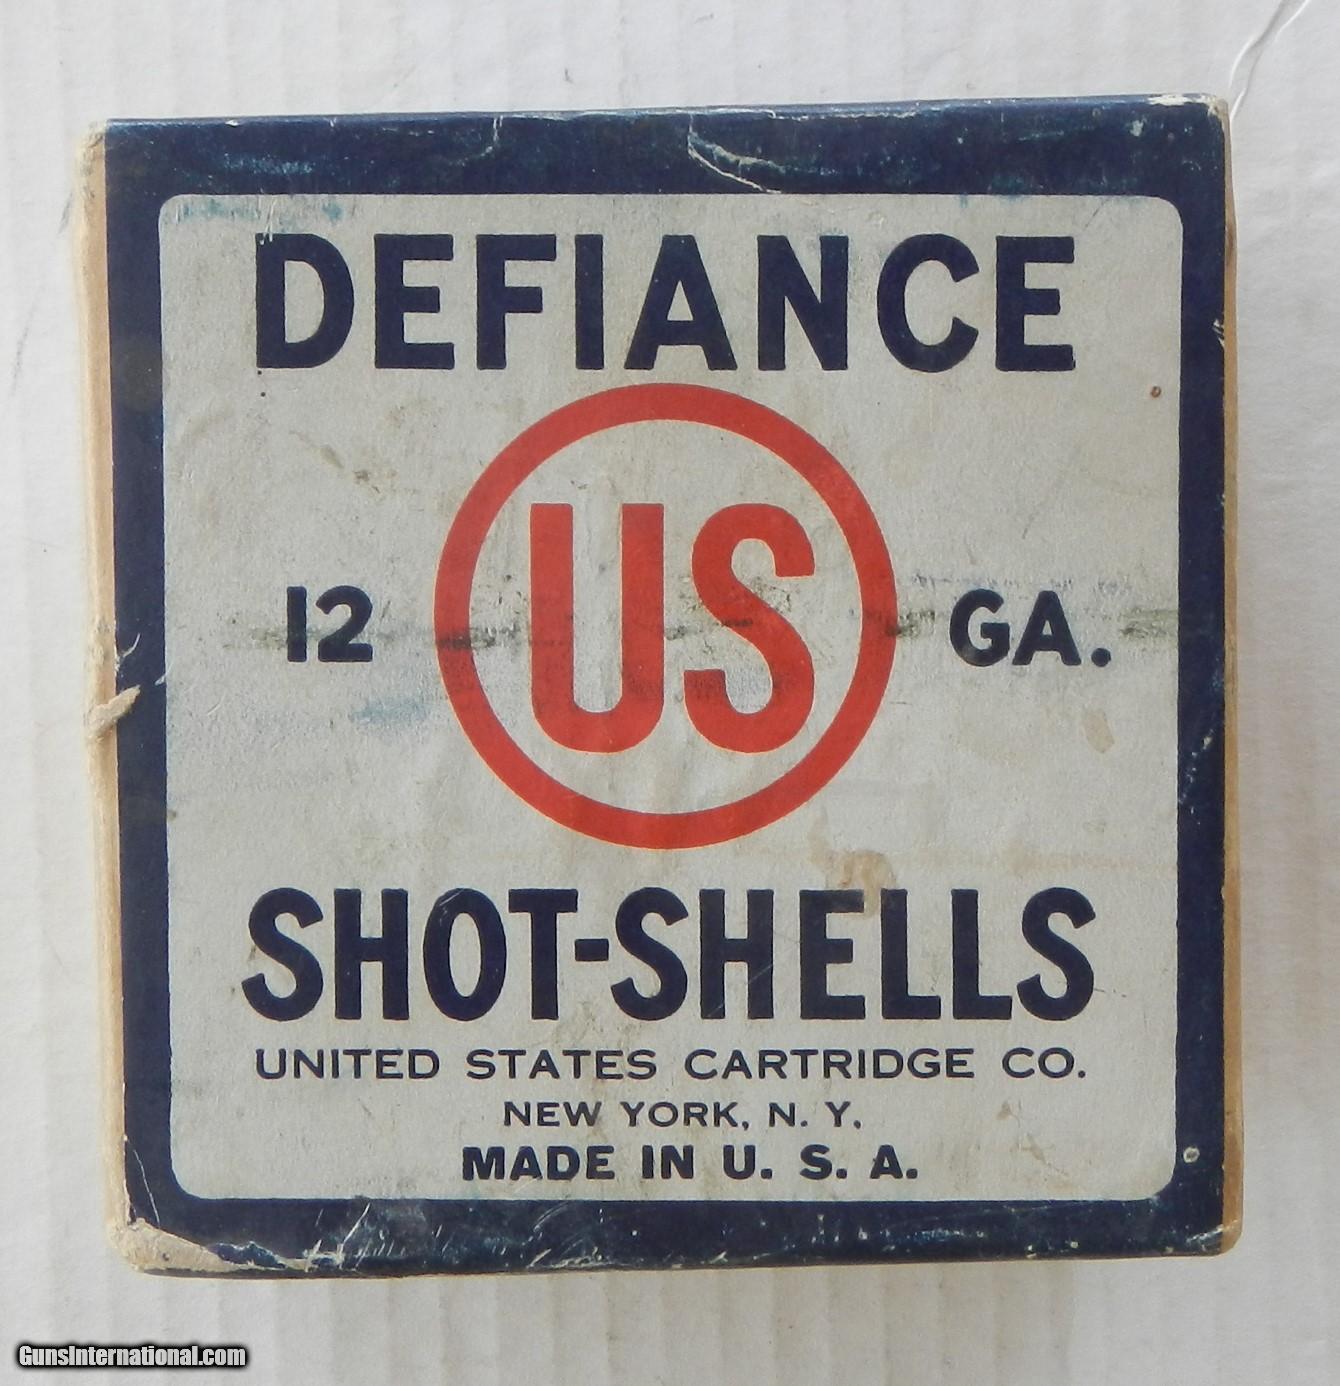 DEFIANCE
12 US GA.
SHOT-SHELLS
UNITED STATES CARTRIDGE CO.
NEW YORK, N. Y.
MADE IN U. S. A.
GunsInternational.com